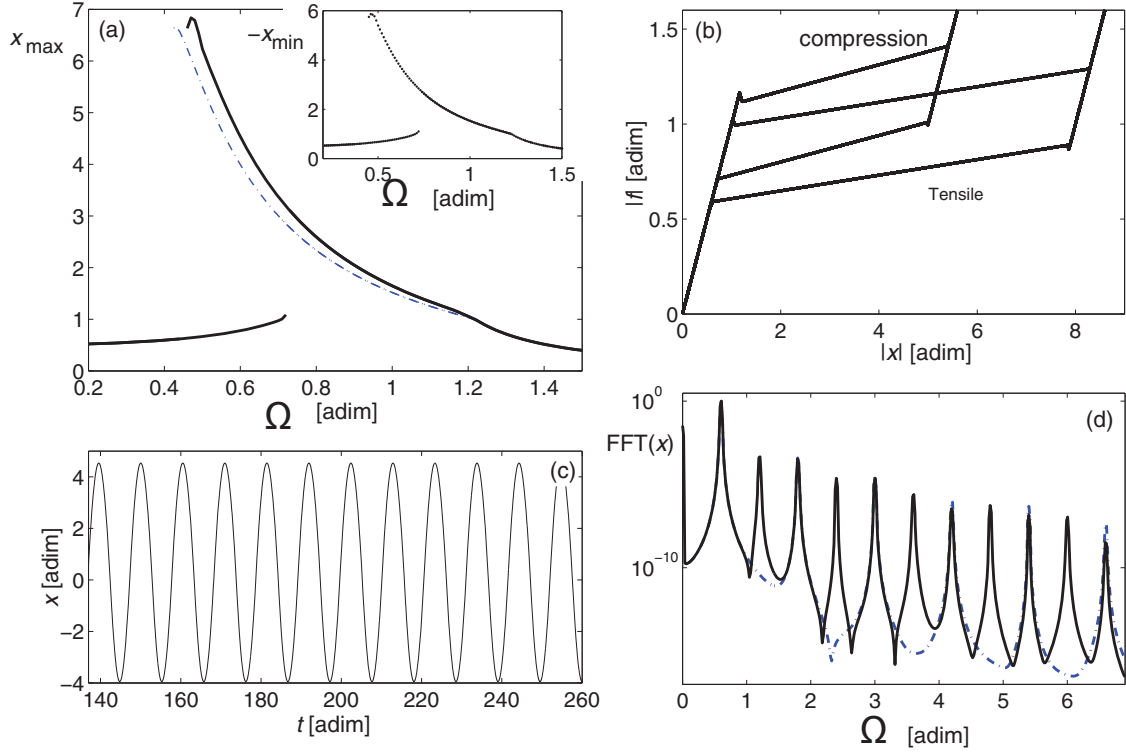 (a)
x max
7
6
5
4
3
2
1
0
0.2 0.4 0.6 0.8 1 1.2 1.4
Ω [adim]
−x min
6
4
2
0
0.5 1 1.5
Ω [adim]
(b)
compression
Tensile
|f| [adim]
1.5
1
0.5
0
0 2 4 6 8
|x| [adim]
(c)
x [adim]
4
2
0
−2
−4
140 160 180 200 220 240 260
t [adim]
(d)
FFT(x)
10^0
10^−10
0 1 2 3 4 5 6
Ω [adim]